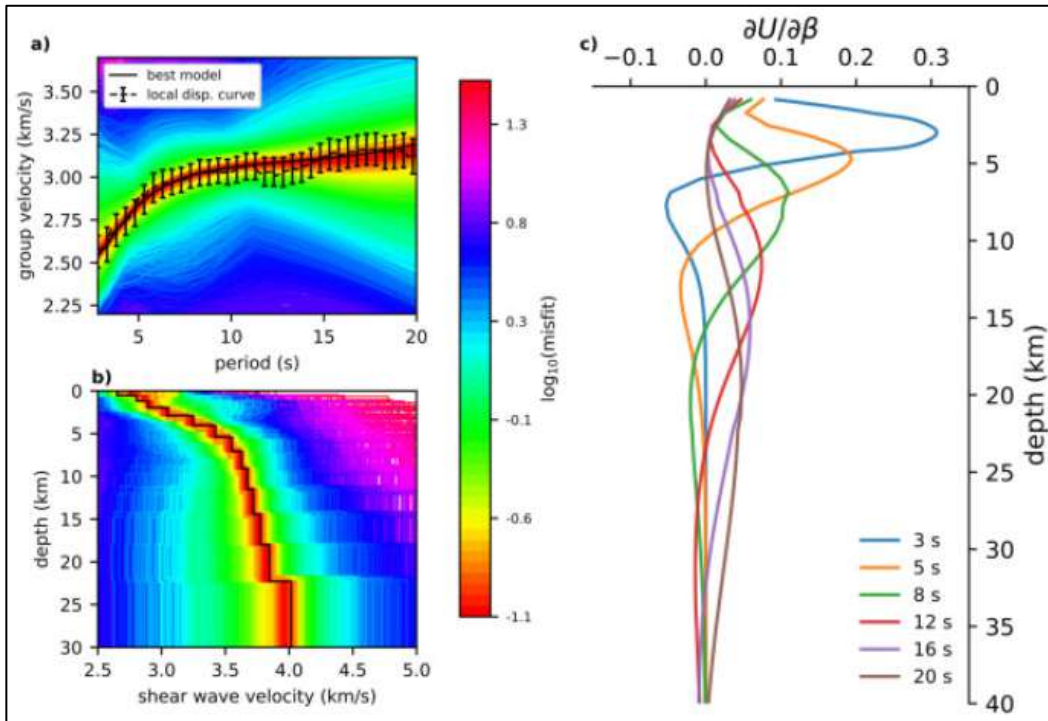 a)
best model
local disp. curve
group velocity (km/s)
3.50
3.25
3.00
2.75
2.50
2.25
5
10
15
20
period (s)
b)
depth (km)
0
5
10
15
20
25
30
2.5
3.0
3.5
4.0
4.5
5.0
shear wave velocity (km/s)
1.3
0.8
0.3
-0.1
-0.6
-1.1
log10(misfit)
c)
∂U/∂β
−0.1
0.0
0.1
0.2
0.3
0
5
10
15
20
25
30
35
40
depth (km)
3 s
5 s
8 s
12 s
16 s
20 s